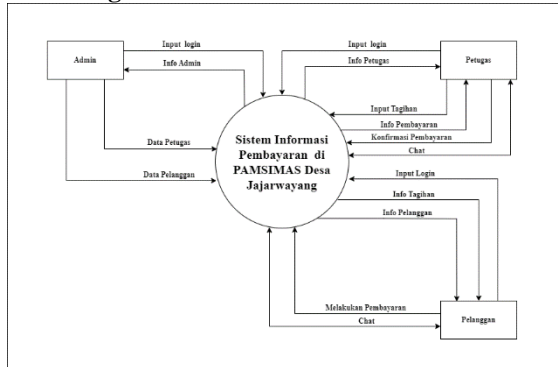 Input login
Info Admin
Admin
Data Petugas
Data Pelanggan
Input login
Info Petugas
Petugas
Input Tagihan
Info Pembayaran
Konfirmasi Pembayaran
Chat
Sistem Informasi
Pembayaran di
PAMSIMAS Desa
Jajarwayang
Input Login
Info Tagihan
Info Pelanggan
Melakukan Pembayaran
Chat
Pelanggan